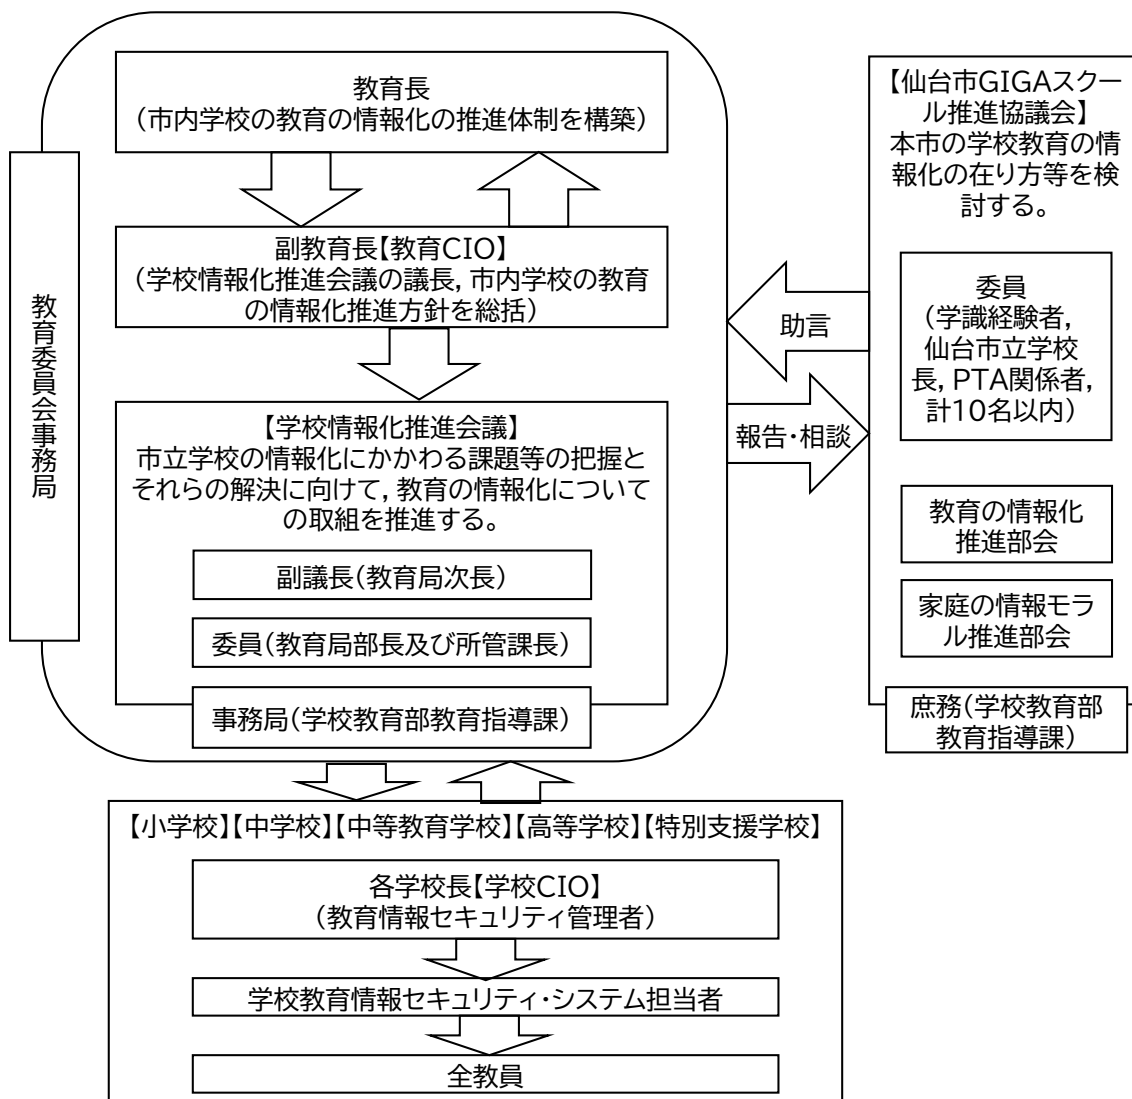 教育長
（市内学校の教育の情報化の推進体制を構築）
副教育長【教育CIO】
（学校情報化推進会議の議長，市内学校の教育
の情報化推進方針を総括）
【学校情報化推進会議】
市立学校の情報化にかかわる課題等の把握と
それらの解決に向けて，教育の情報化について
の取組を推進する。
副議長（教育局次長）
委員（教育局部長及び所管課長）
事務局（学校教育部教育指導課）
教育委員会事務局
助言
報告・相談
【仙台市GIGAスクー
ル推進協議会】
本市の学校教育の情
報化の在り方等を検
討する。
委員
（学識経験者，
仙台市立学校
長，PTA関係者，
計10名以内）
教育の情報化
推進部会
家庭の情報モラ
ル推進部会
庶務（学校教育部
教育指導課）
【小学校】【中学校】【中等教育学校】【高等学校】【特別支援学校】
各学校長【学校CIO】
（教育情報セキュリティ管理者）
学校教育情報セキュリティ・システム担当者
全教員